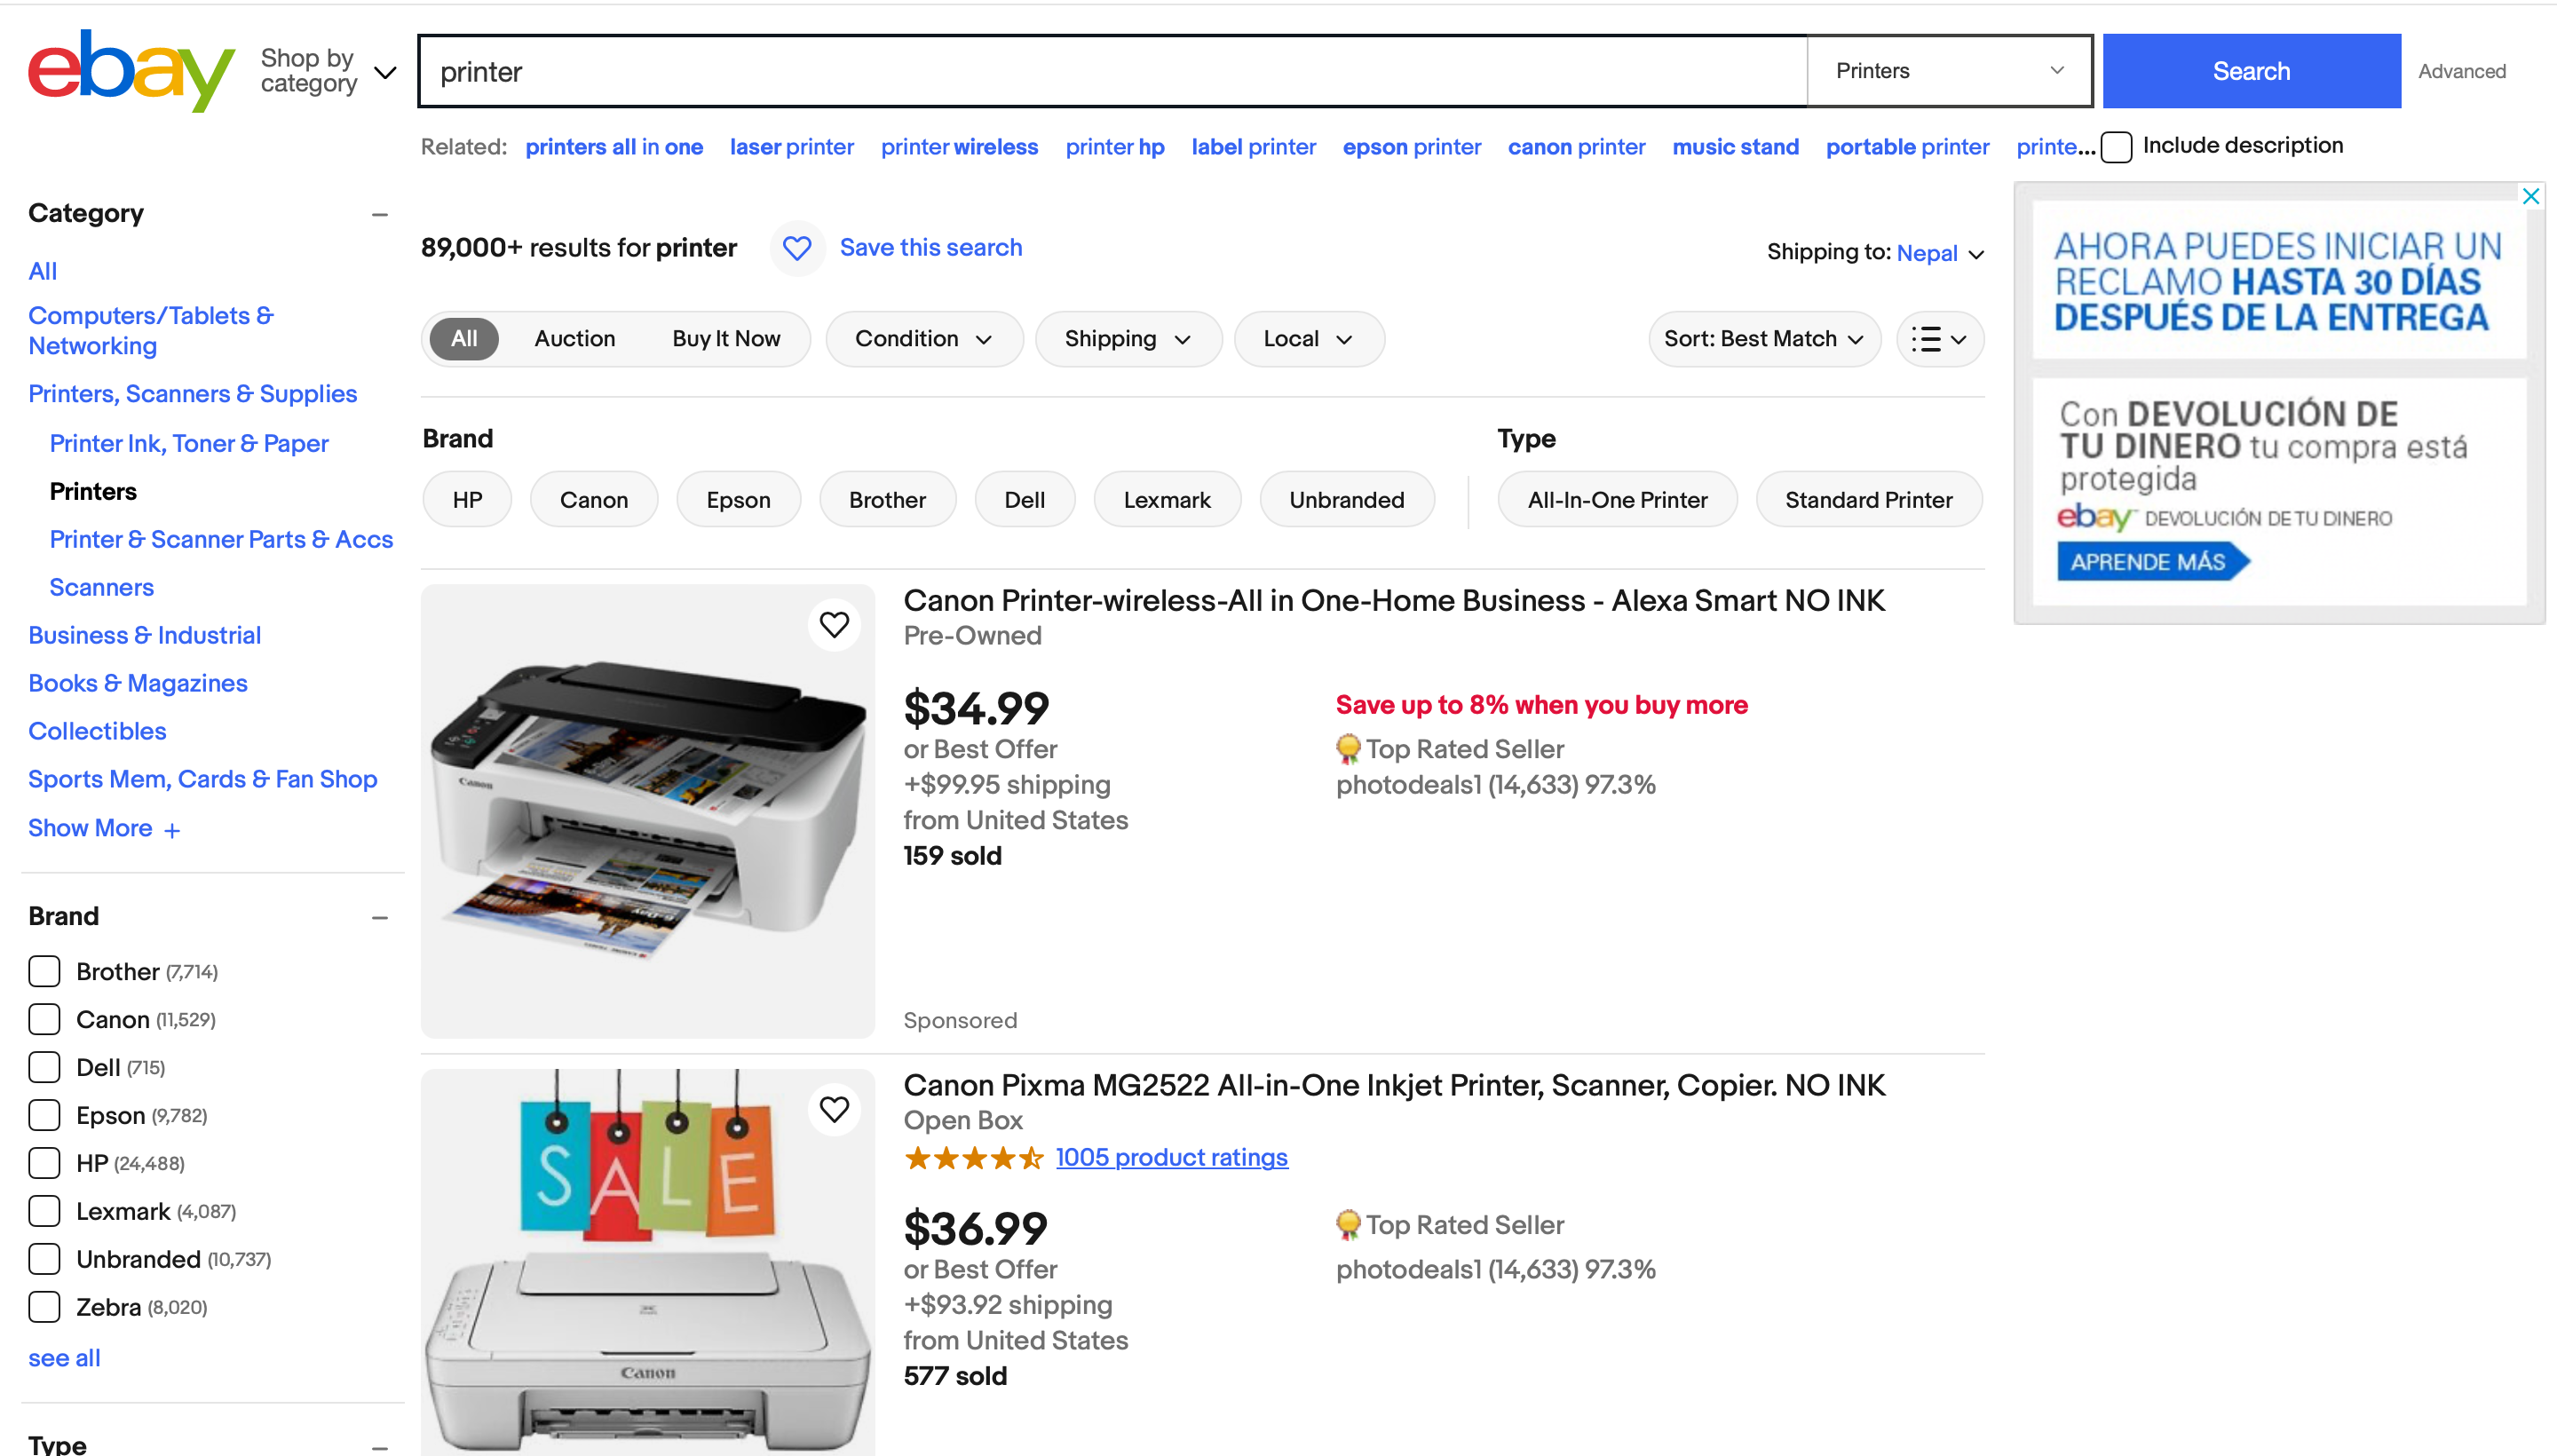 ebay
Shop by
category
printer
Printers
Search
Advanced
Related: printers all in one laser printer printer wireless printer hp label printer epson printer canon printer music stand portable printer printe... Include description
Category
All
Computers/Tablets &
Networking
Printers, Scanners & Supplies
Printer Ink, Toner & Paper
Printers
Printer & Scanner Parts & Accs
Scanners
Business & Industrial
Books & Magazines
Collectibles
Sports Mem, Cards & Fan Shop
Show More +
Brand
Brother (7,714)
Canon (11,529)
Dell (715)
Epson (9,782)
HP (24,488)
Lexmark (4,087)
Unbranded (10,737)
Zebra (8,020)
see all
Type
89,000+ results for printer
Save this search
Shipping to: Nepal
All Auction Buy It Now Condition Shipping Local Sort: Best Match
Brand
HP Canon Epson Brother Dell Lexmark Unbranded
Type
All-In-One Printer Standard Printer
Canon
Canon Printer-wireless-All in One-Home Business - Alexa Smart NO INK
Pre-Owned
$34.99
or Best Offer
+$99.95 shipping
from United States
159 sold
Save up to 8% when you buy more
Top Rated Seller
photodeals1 (14,633) 97.3%
Sponsored
SALE
Canon
Canon Pixma MG2522 All-in-One Inkjet Printer, Scanner, Copier. NO INK
Open Box
1005 product ratings
$36.99
or Best Offer
+$93.92 shipping
from United States
577 sold
Top Rated Seller
photodeals1 (14,633) 97.3%
AHORA PUEDES INICIAR UN
RECLAMO HASTA 30 DÍAS
DESPUÉS DE LA ENTREGA
Con DEVOLUCIÓN DE
TU DINERO tu compra está
protegida
ebay™ DEVOLUCIÓN DE TU DINERO
APRENDE MÁS